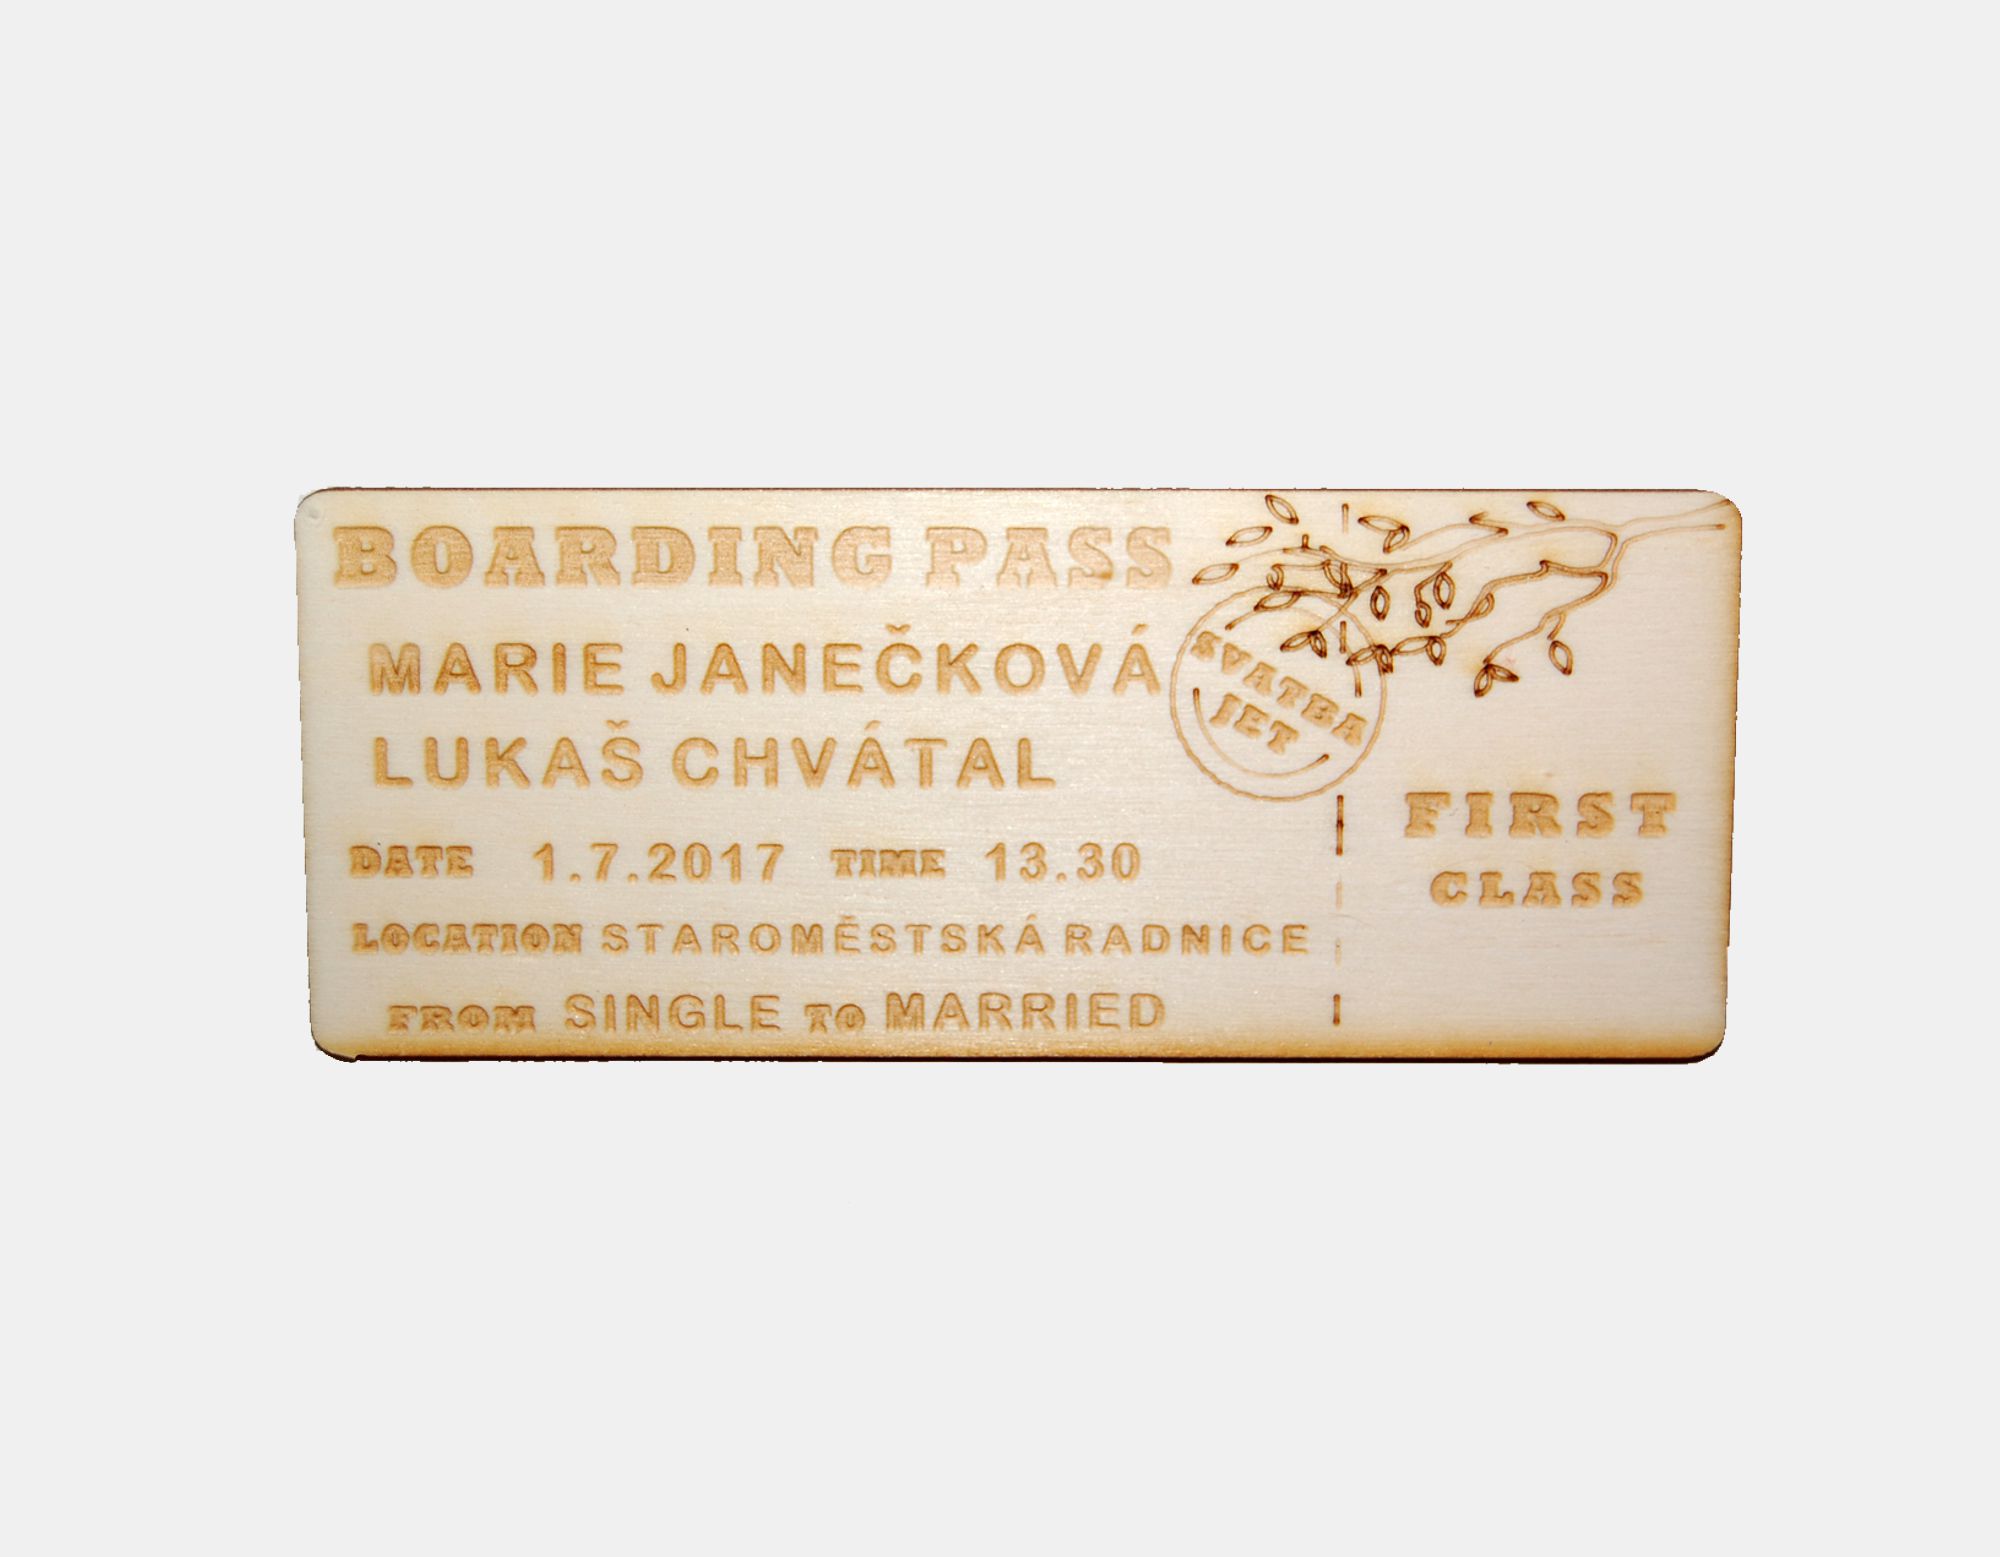 BOARDING PASS
MARIE JANEČKOVÁ
LUKAŠ CHVÁTAL
SVATBA
JET
DATE 1.7.2017 TIME 13.30
LOCATION STAROMĚSTSKÁ RADNICE
FROM SINGLE TO MARRIED
FIRST
CLASS